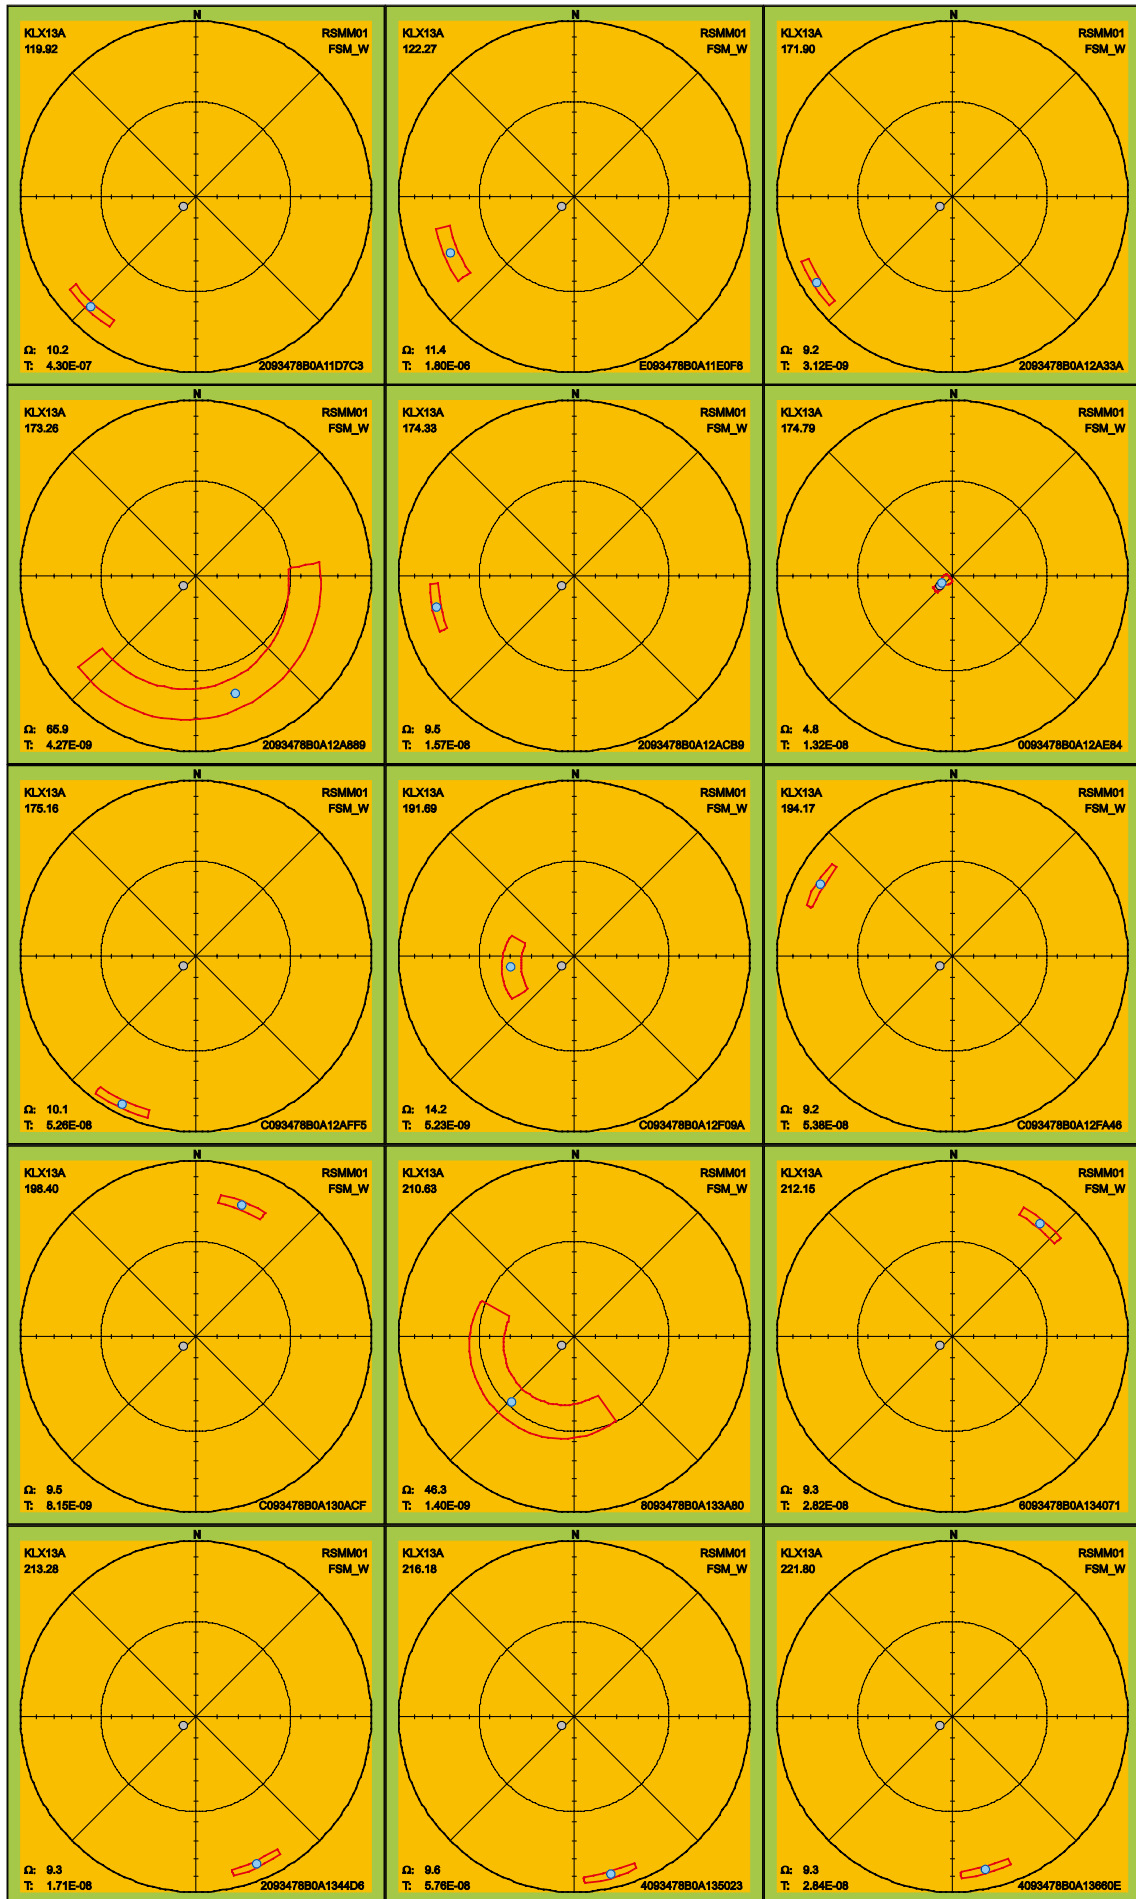 N
KLX13A RSMM01
119.92 FSM_W
Ω: 10.2
T: 4.30E-07 2093478B0A11D7C3
N
KLX13A RSMM01
122.27 FSM_W
Ω: 11.4
T: 1.80E-06 E093478B0A11E0F6
N
KLX13A RSMM01
171.90 FSM_W
Ω: 9.2
T: 3.12E-09 2093478B0A12A33A
N
KLX13A RSMM01
173.26 FSM_W
Ω: 65.9
T: 4.27E-09 2093478B0A12A889
N
KLX13A RSMM01
174.33 FSM_W
Ω: 9.5
T: 1.57E-08 2093478B0A12ACB9
N
KLX13A RSMM01
174.79 FSM_W
Ω: 4.8
T: 1.32E-08 0093478B0A12AE84
N
KLX13A RSMM01
175.16 FSM_W
Ω: 10.1
T: 5.26E-08 C093478B0A12AFF5
N
KLX13A RSMM01
191.69 FSM_W
Ω: 14.2
T: 5.23E-09 C093478B0A12F09A
N
KLX13A RSMM01
194.17 FSM_W
Ω: 9.2
T: 5.38E-08 C093478B0A12FA46
N
KLX13A RSMM01
198.40 FSM_W
Ω: 9.5
T: 8.15E-09 C093478B0A130ACF
N
KLX13A RSMM01
210.63 FSM_W
Ω: 46.3
T: 1.40E-09 8093478B0A133A80
N
KLX13A RSMM01
212.15 FSM_W
Ω: 9.3
T: 2.82E-08 6093478B0A134071
N
KLX13A RSMM01
213.28 FSM_W
Ω: 9.3
T: 1.71E-08 2093478B0A1344D6
N
KLX13A RSMM01
216.18 FSM_W
Ω: 9.6
T: 5.76E-08 4093478B0A135023
N
KLX13A RSMM01
221.80 FSM_W
Ω: 9.3
T: 2.84E-08 4093478B0A13660E